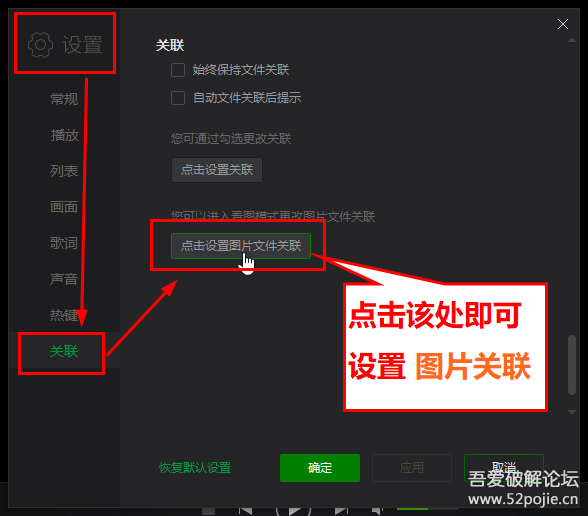 设置
常规
播放
列表
画面
歌词
声音
热键
关联
关联
始终保持文件关联
自动文件关联后提示
您可通过勾选更改关联
点击设置关联
您可以进入看图模式更改图片文件关联
点击设置图片文件关联
点击该处即可
设置 图片关联
恢复默认设置
确定
应用
取消
吾爱破解论坛
www.52pojie.cn